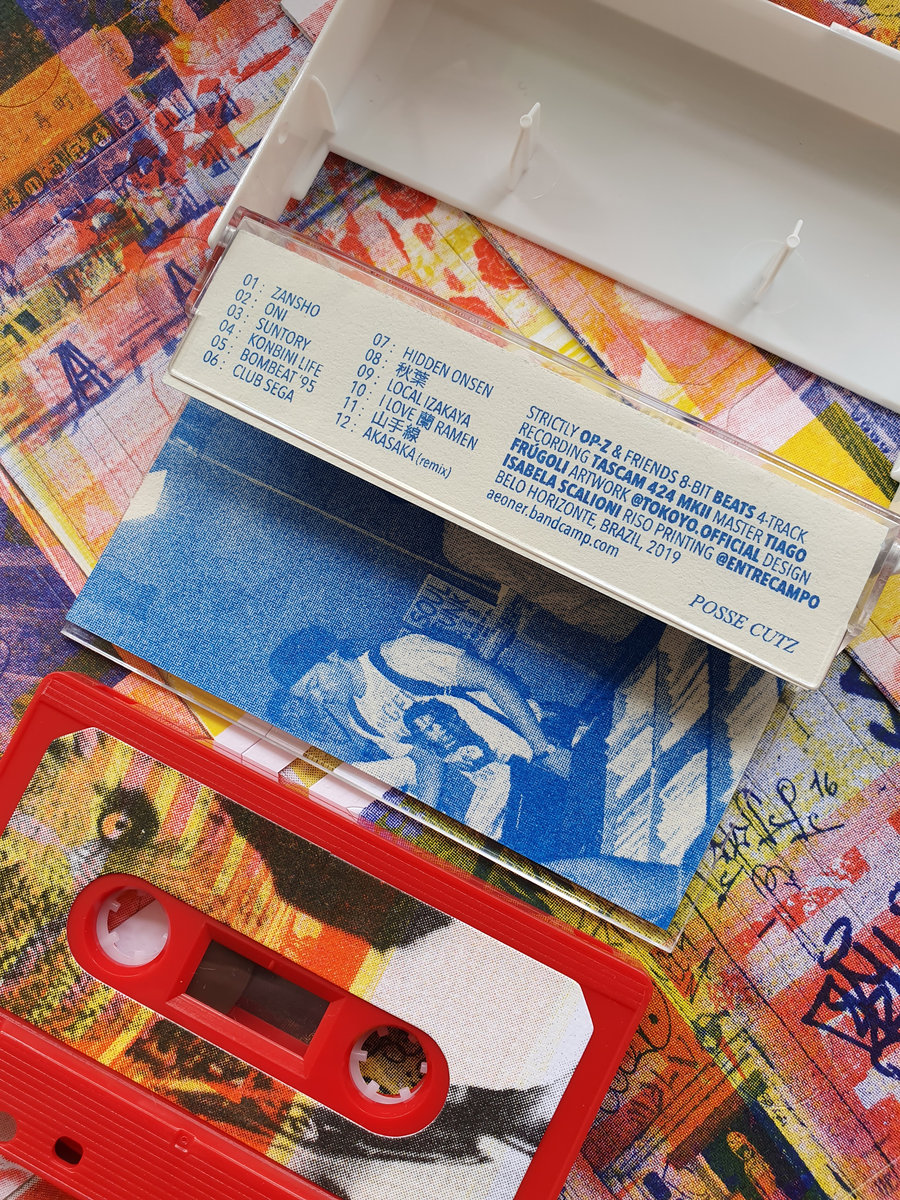 01: ZANSHO
02: ONI
03: SUNTORY
04: KONBINI LIFE
05: BOMBEAT '95
06: CLUB SEGA
07: HIDDEN ONSEN
08: 秋葉
09: LOCAL IZAKAYA
10: I LOVE 蘭 RAMEN
11: 山手線
12: AKASAKA (remix)
STRICTLY OP-Z & FRIENDS 8-BIT BEATS 4-TRACK
RECORDING TASCAM 424 MKII MASTER TIAGO
FRÚGOLI ARTWORK @TOKOYO.OFFICIAL DESIGN
ISABELA SCALIONI RISO PRINTING @ENTRECAMPO
BELO HORIZONTE, BRAZIL, 2019
aeoner.bandcamp.com
POSSE CUTZ
16